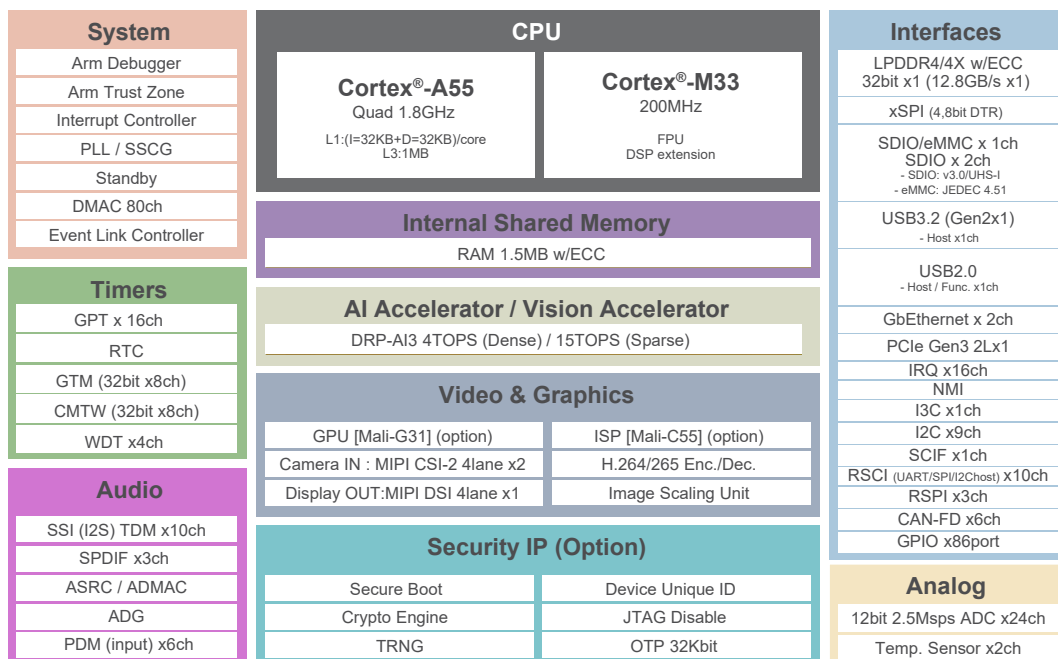 System
Arm Debugger
Arm Trust Zone
Interrupt Controller
PLL / SSCG
Standby
DMAC 80ch
Event Link Controller
Timers
GPT x 16ch
RTC
GTM (32bit x8ch)
CMTW (32bit x8ch)
WDT x4ch
Audio
SSI (I2S) TDM x10ch
SPDIF x3ch
ASRC / ADMAC
ADG
PDM (input) x6ch
CPU
Cortex®-A55
Quad 1.8GHz
L1:(I=32KB+D=32KB)/core
L3:1MB
Cortex®-M33
200MHz
FPU
DSP extension
Internal Shared Memory
RAM 1.5MB w/ECC
AI Accelerator / Vision Accelerator
DRP-AI3 4TOPS (Dense) / 15TOPS (Sparse)
Video & Graphics
GPU [Mali-G31] (option)
ISP [Mali-C55] (option)
Camera IN : MIPI CSI-2 4lane x2
H.264/265 Enc./Dec.
Display OUT:MIPI DSI 4lane x1
Image Scaling Unit
Security IP (Option)
Secure Boot
Device Unique ID
Crypto Engine
JTAG Disable
TRNG
OTP 32Kbit
Interfaces
LPDDR4/4X w/ECC
32bit x1 (12.8GB/s x1)
xSPI (4,8bit DTR)
SDIO/eMMC x 1ch
SDIO x 2ch
- SDIO: v3.0/UHS-I
- eMMC: JEDEC 4.51
USB3.2 (Gen2x1)
- Host x1ch
USB2.0
- Host / Func. x1ch
GbEthernet x 2ch
PCIe Gen3 2Lx1
IRQ x16ch
NMI
I3C x1ch
I2C x9ch
SCIF x1ch
RSCI (UART/SPI/I2Chost) x10ch
RSPI x3ch
CAN-FD x6ch
GPIO x86port
Analog
12bit 2.5Msps ADC x24ch
Temp. Sensor x2ch